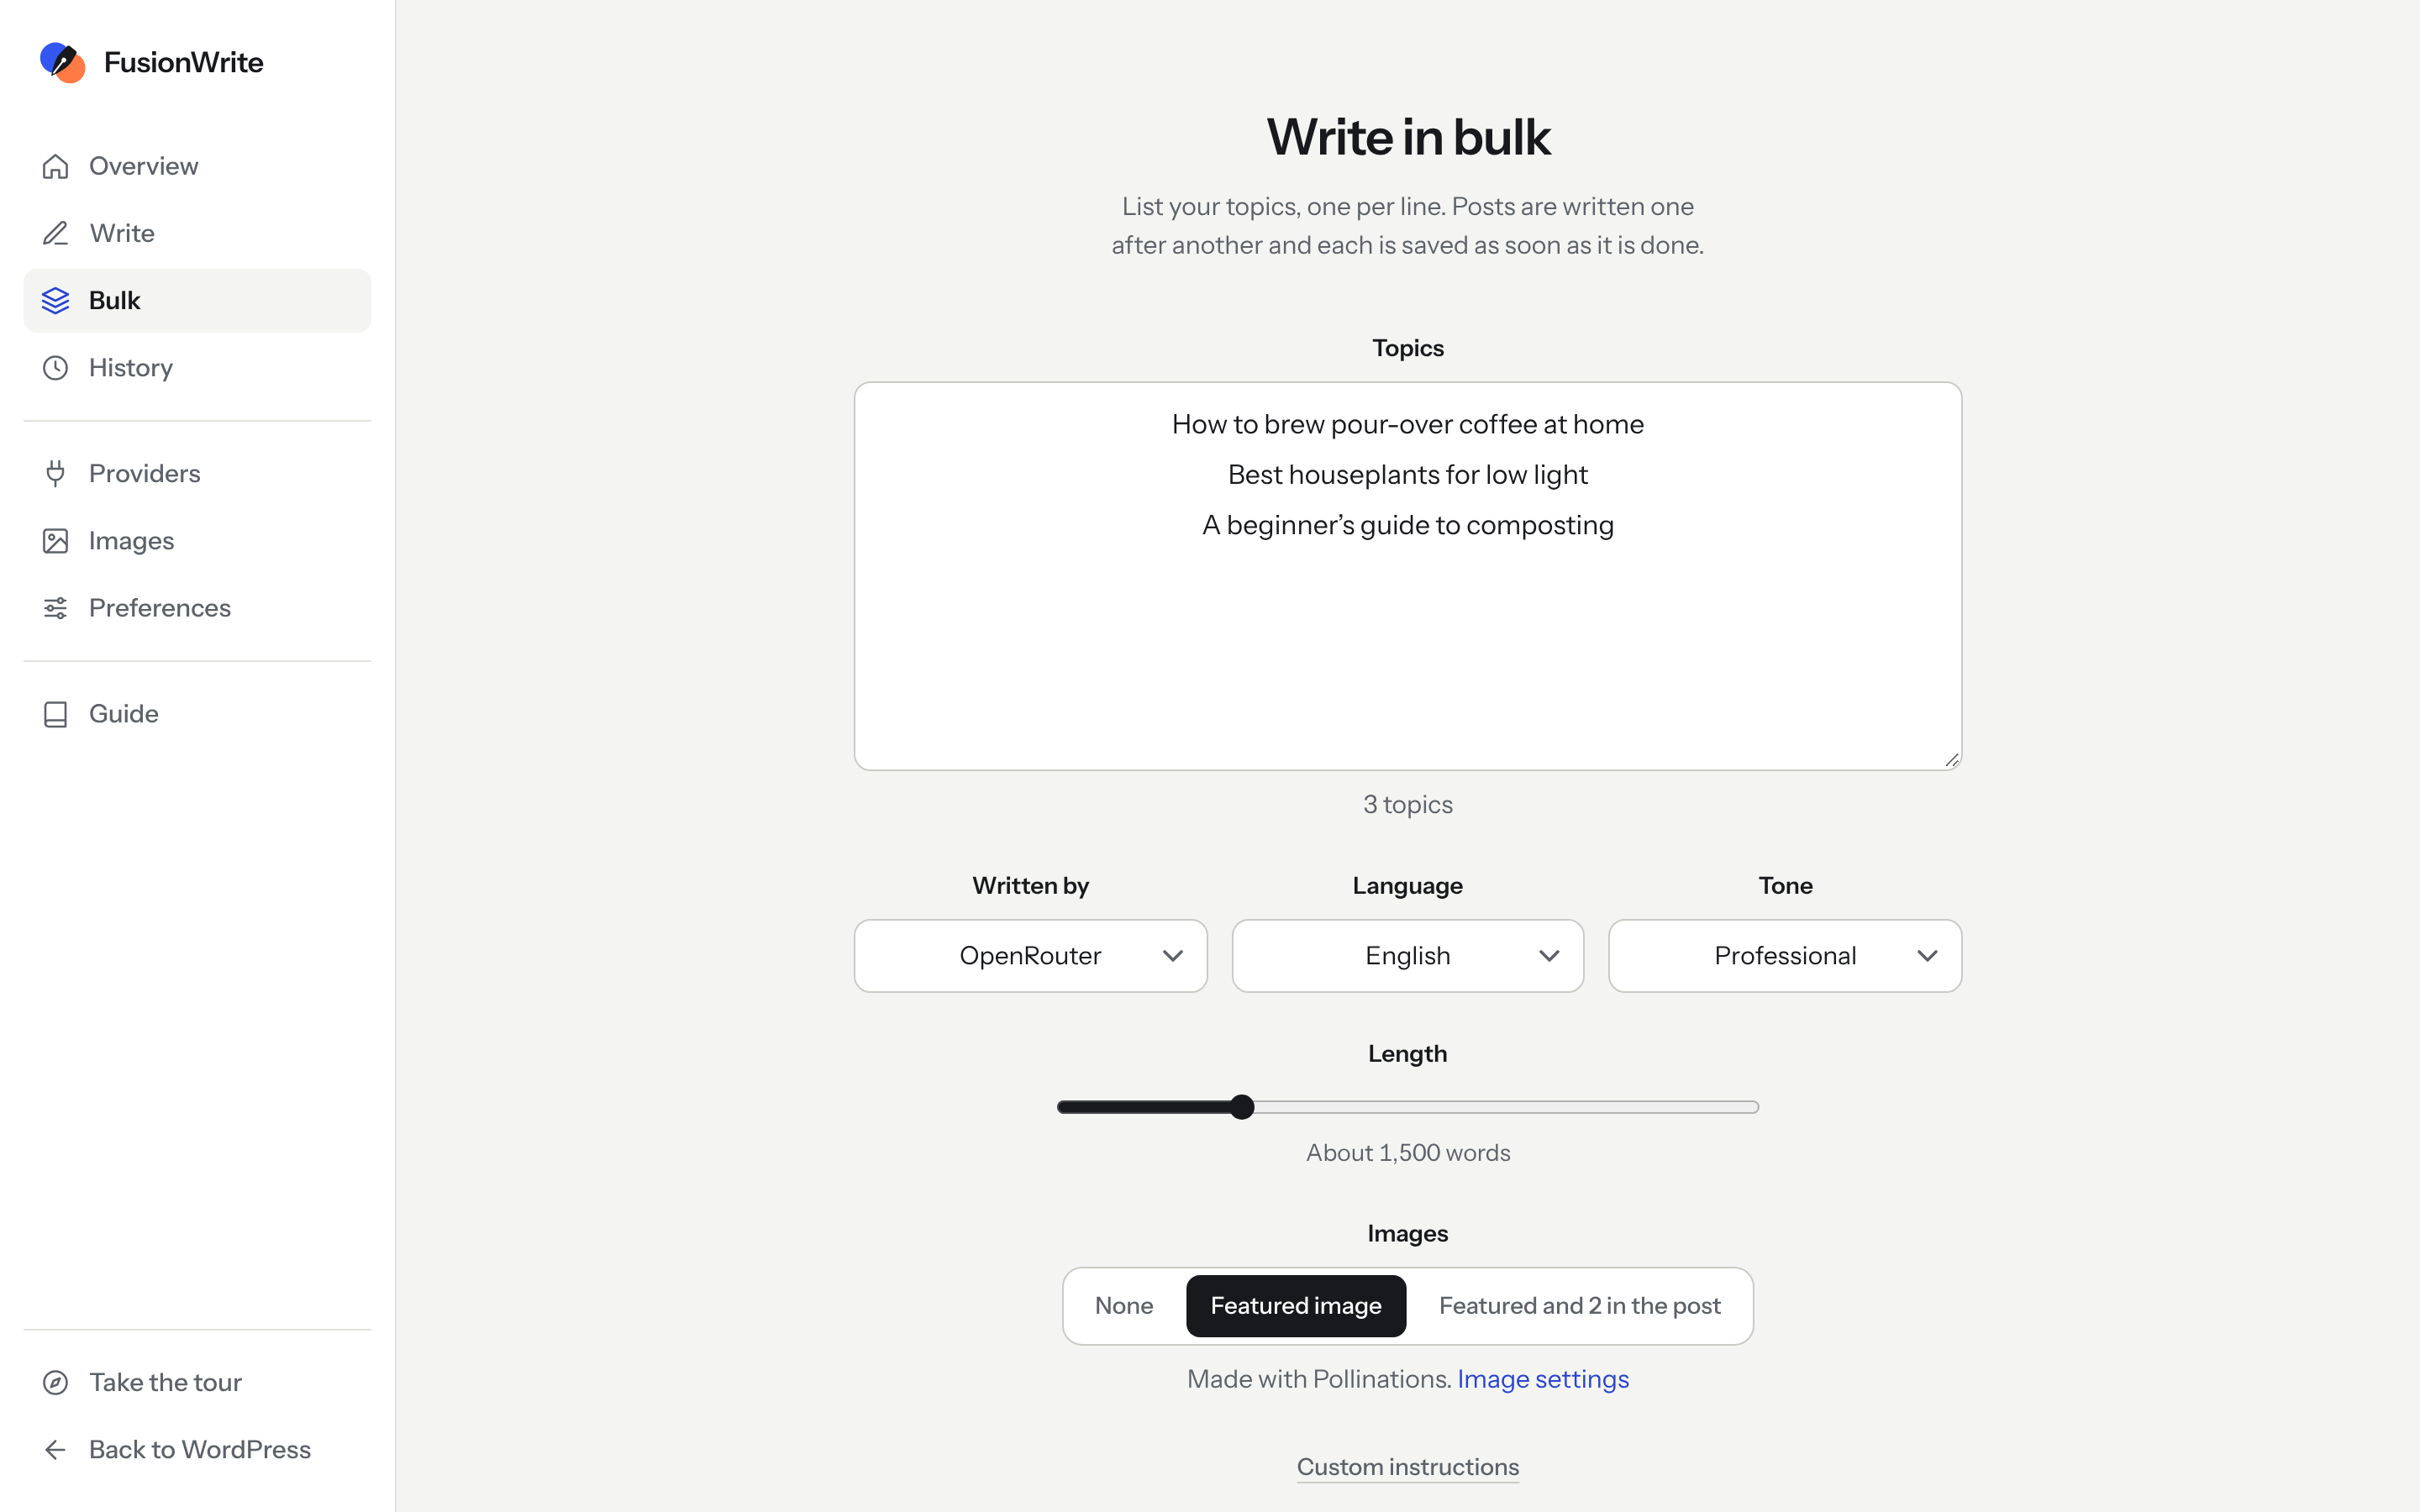 FusionWrite
Overview
Write
Bulk
History
Providers
Images
Preferences
Guide
Take the tour
Back to WordPress
Write in bulk
List your topics, one per line. Posts are written one
after another and each is saved as soon as it is done.
Topics
How to brew pour-over coffee at home
Best houseplants for low light
A beginner’s guide to composting
3 topics
Written by
OpenRouter
Language
English
Tone
Professional
Length
About 1,500 words
Images
None
Featured image
Featured and 2 in the post
Made with Pollinations. Image settings
Custom instructions